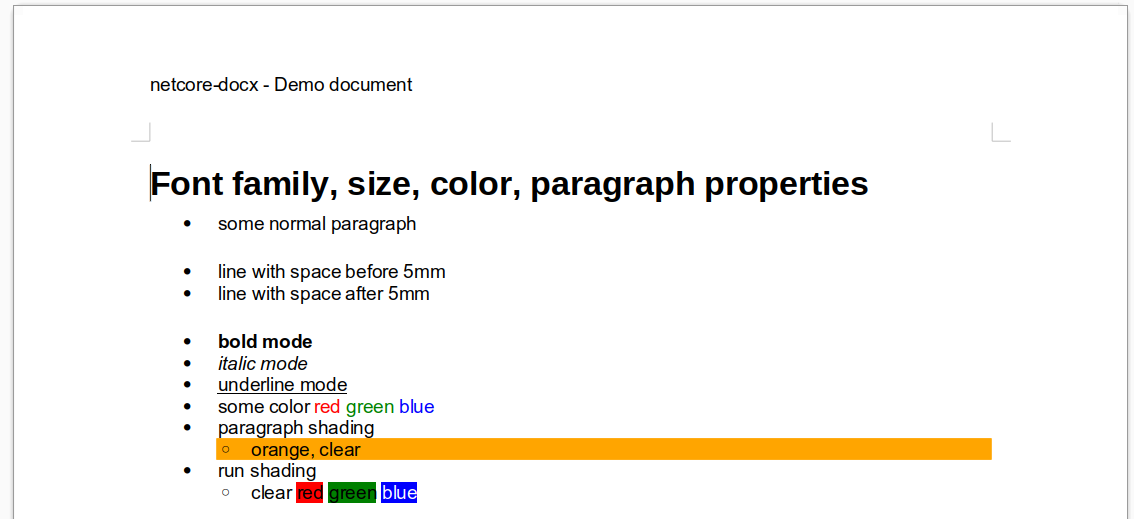 netcore-docx - Demo document
Font family, size, color, paragraph properties
• some normal paragraph
• line with space before 5mm
• line with space after 5mm
• bold mode
• italic mode
• underline mode
• some color red green blue
• paragraph shading
○ orange, clear
• run shading
○ clear red green blue